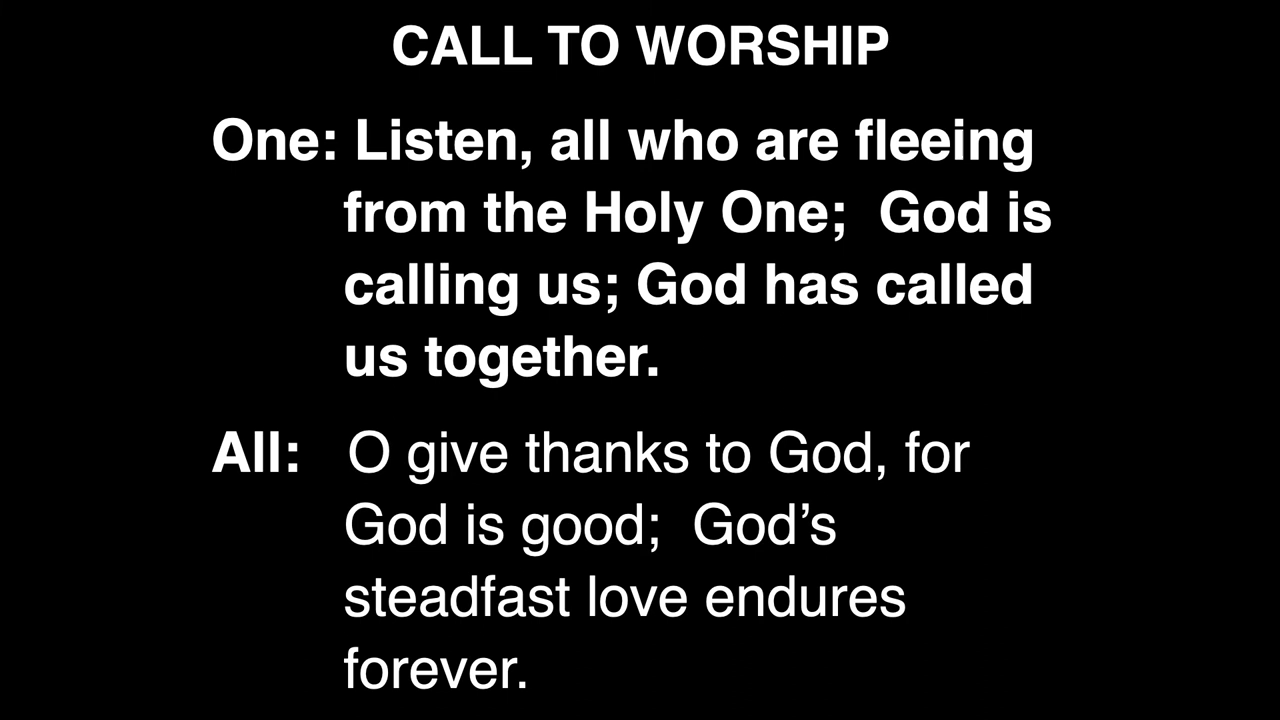 CALL TO WORSHIP
One: Listen, all who are fleeing
from the Holy One;  God is
calling us; God has called
us together.
All: O give thanks to God, for
God is good;  God’s
steadfast love endures
forever.